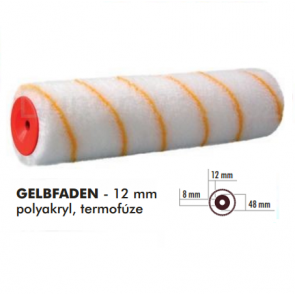 GELBFADEN - 12 mm
polyakryl, termofúze
12 mm
8 mm
48 mm